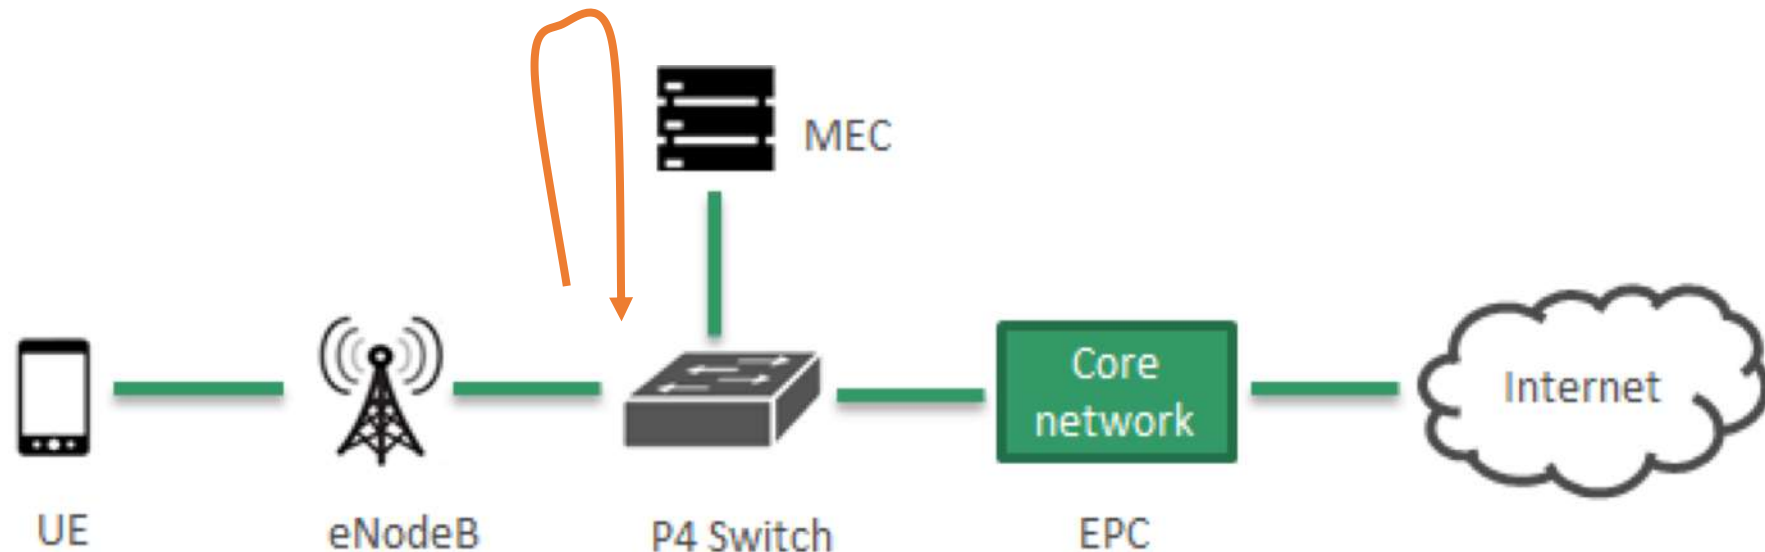 MEC
Core
network
Internet
UE
eNodeB
P4 Switch
EPC